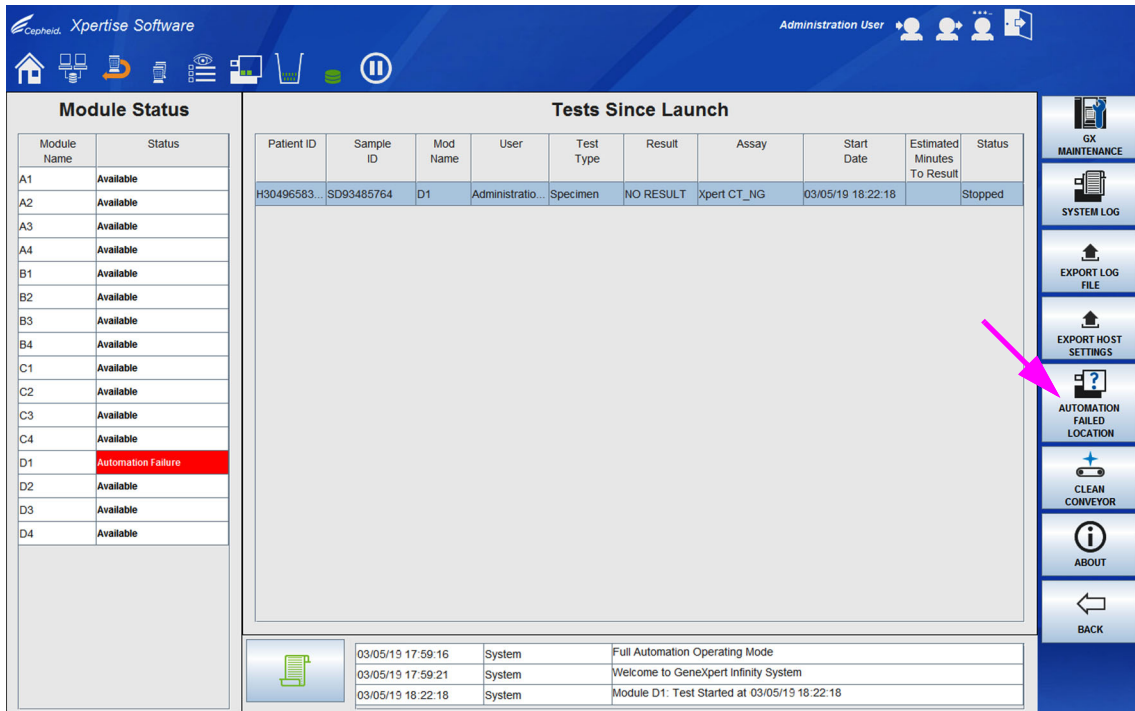 Cepheid. Xpertise Software
Administration User
Module Status
Module Name Status
A1 Available
A2 Available
A3 Available
A4 Available
B1 Available
B2 Available
B3 Available
B4 Available
C1 Available
C2 Available
C3 Available
C4 Available
D1 Automation Failure
D2 Available
D3 Available
D4 Available
Tests Since Launch
Patient ID Sample ID Mod Name User Test Type Result Assay Start Date Estimated Minutes To Result Status
H30496583... SD93485764 D1 Administratio... Specimen NO RESULT Xpert CT_NG 03/05/19 18:22:18 Stopped
03/05/19 17:59:16 System Full Automation Operating Mode
03/05/19 17:59:21 System Welcome to GeneXpert Infinity System
03/05/19 18:22:18 System Module D1: Test Started at 03/05/19 18:22:18
GX
MAINTENANCE
SYSTEM LOG
EXPORT LOG
FILE
EXPORT HOST
SETTINGS
?
AUTOMATION
FAILED
LOCATION
CLEAN
CONVEYOR
ABOUT
BACK